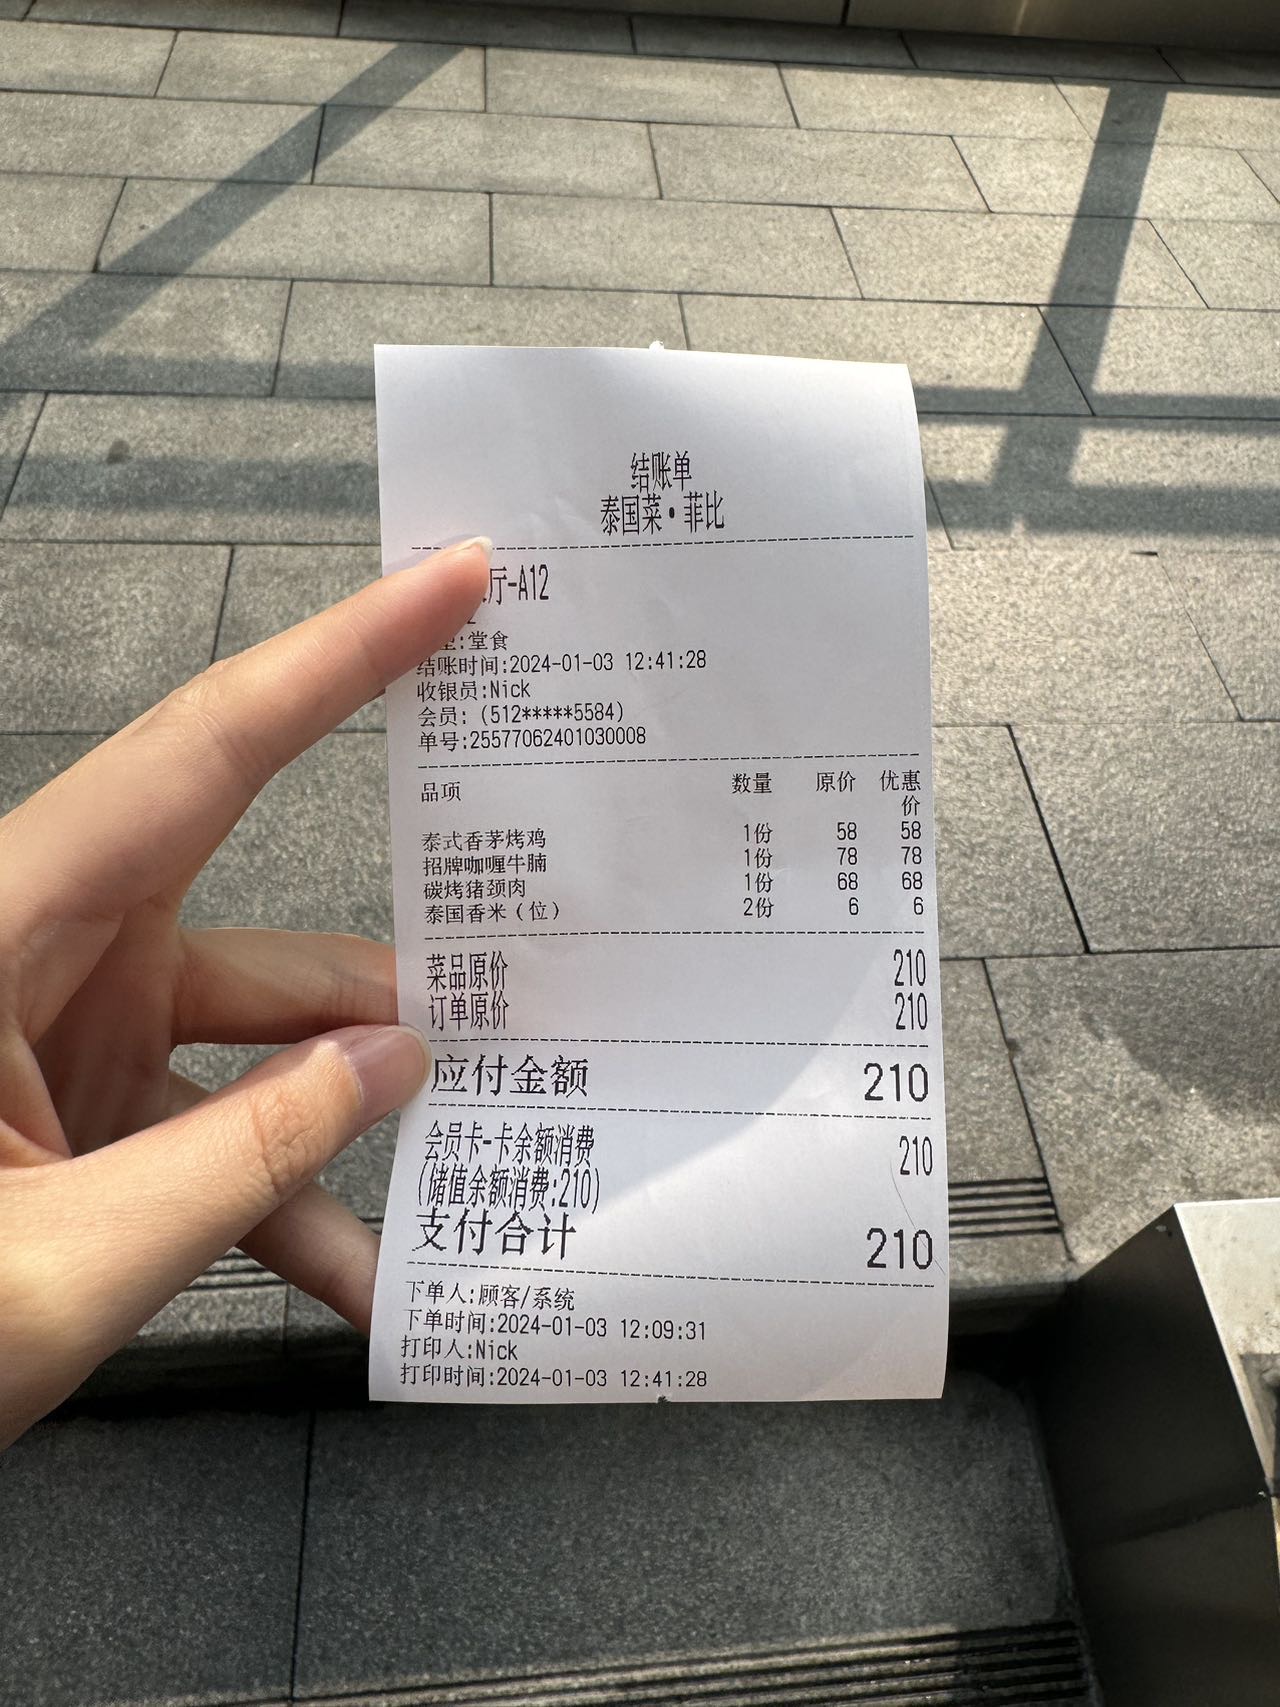 结账单
泰国菜•菲比
厅-A12
:堂食
结账时间:2024-01-03 12:41:28
收银员:Nick
会员: (512*****5584)
单号:25577062401030008
品项 数量 原价 优惠价
泰式香茅烤鸡 1份 58 58
招牌咖喱牛腩 1份 78 78
碳烤猪颈肉 1份 68 68
泰国香米(位) 2份 6 6
菜品原价 210
订单原价 210
应付金额 210
会员卡-卡余额消费 210
(储值余额消费:210)
支付合计 210
下单人:顾客/系统
下单时间:2024-01-03 12:09:31
打印人:Nick
打印时间:2024-01-03 12:41:28